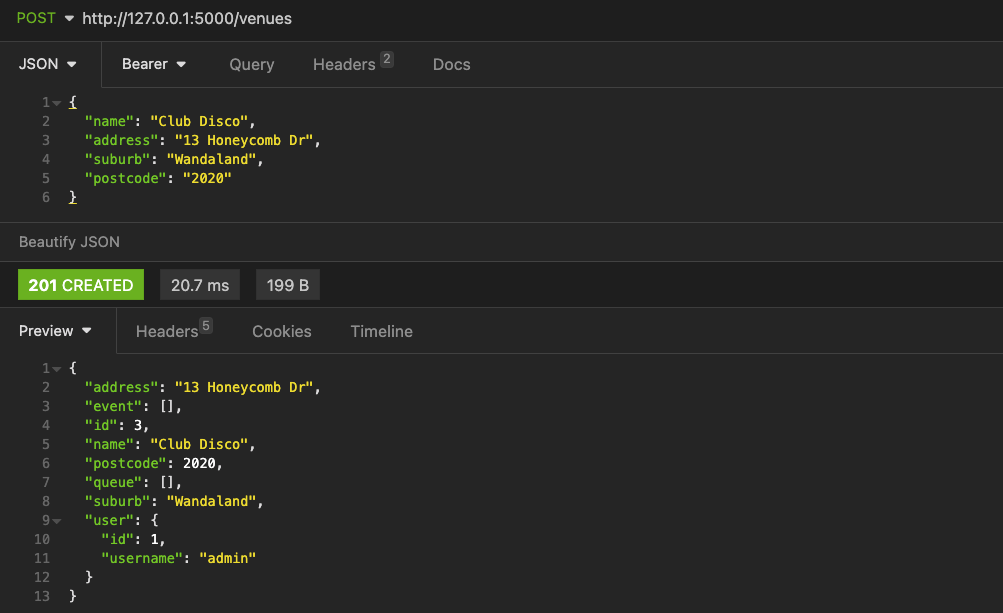 POST http://127.0.0.1:5000/venues
JSON Bearer Query Headers 2 Docs
1 {
2 "name": "Club Disco",
3 "address": "13 Honeycomb Dr",
4 "suburb": "Wandaland",
5 "postcode": "2020"
6 }
Beautify JSON
201 CREATED 20.7 ms 199 B
Preview Headers 5 Cookies Timeline
1 {
2 "address": "13 Honeycomb Dr",
3 "event": [],
4 "id": 3,
5 "name": "Club Disco",
6 "postcode": 2020,
7 "queue": [],
8 "suburb": "Wandaland",
9 "user": {
10 "id": 1,
11 "username": "admin"
12 }
13 }